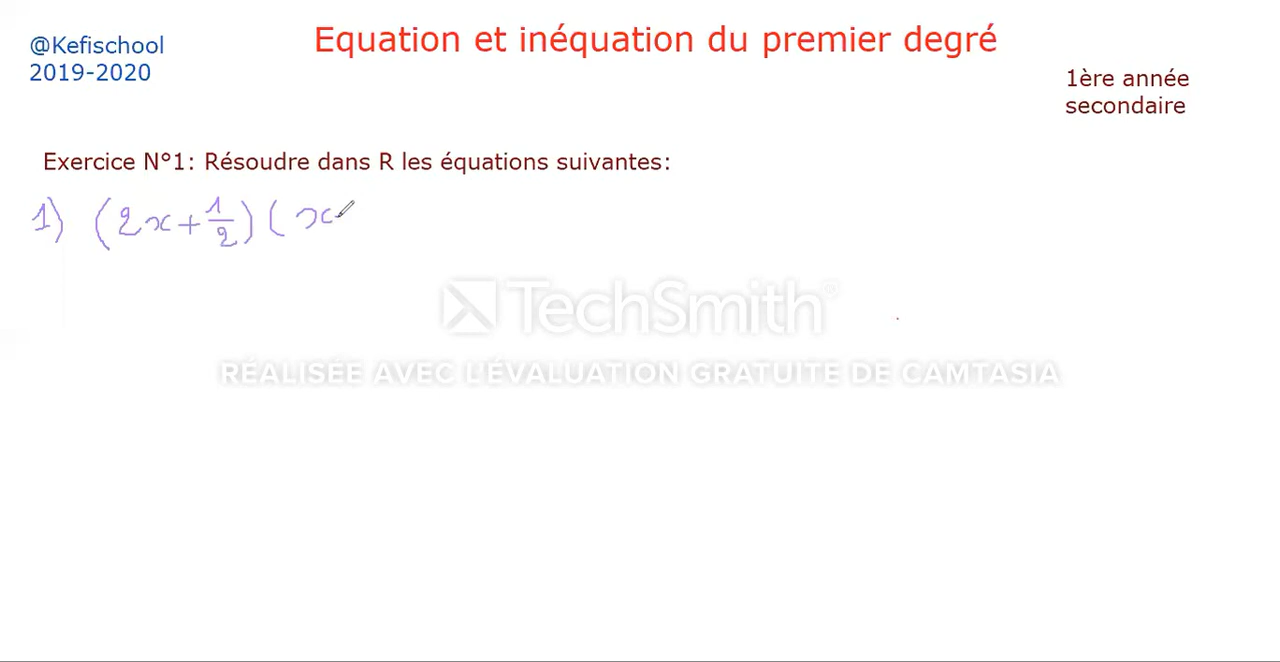 Equation et inéquation du premier degré
@Kefischool
2019-2020
1ère année
secondaire
Exercice N°1: Résoudre dans R les équations suivantes:
1) (2x+1/2)(x
TechSmith®
RÉALISÉE AVEC L'ÉVALUATION GRATUITE DE CAMTASIA